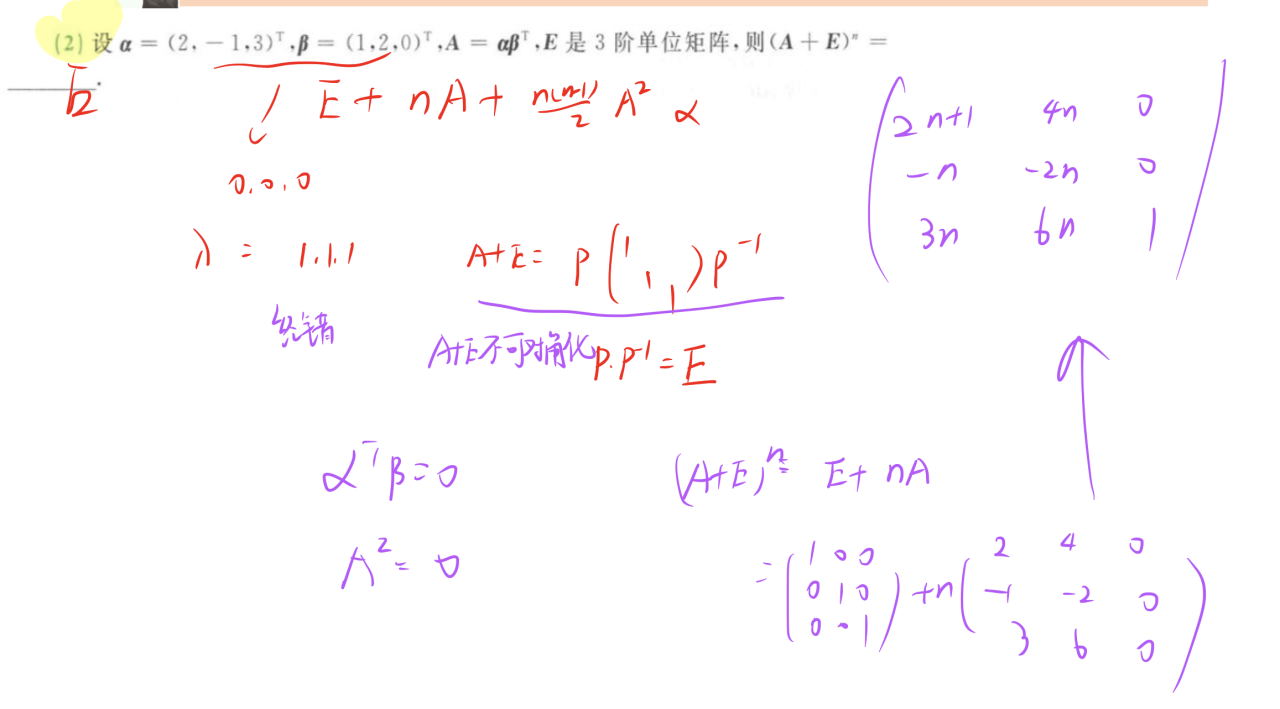 (2) 设 α = (2, −1,3)ᵀ,β = (1,2,0)ᵀ,A = αβᵀ,E 是 3 阶单位矩阵,则(A + E)ⁿ =
______.
E + nA + n(n-1)/2 A² α
0.0.0
λ = 1.1.1
A+E = P(1 1 1)P⁻¹
A+E不可对角化
P.P⁻¹ = E
αᵀβ=0
A² = 0
(A+E)ⁿ = E + nA
= (1 0 0
0 1 0
0 0 1) + n(2 4 0
-1 -2 0
3 6 0)
2n+1 4n 0
-n -2n 0
3n 6n 1